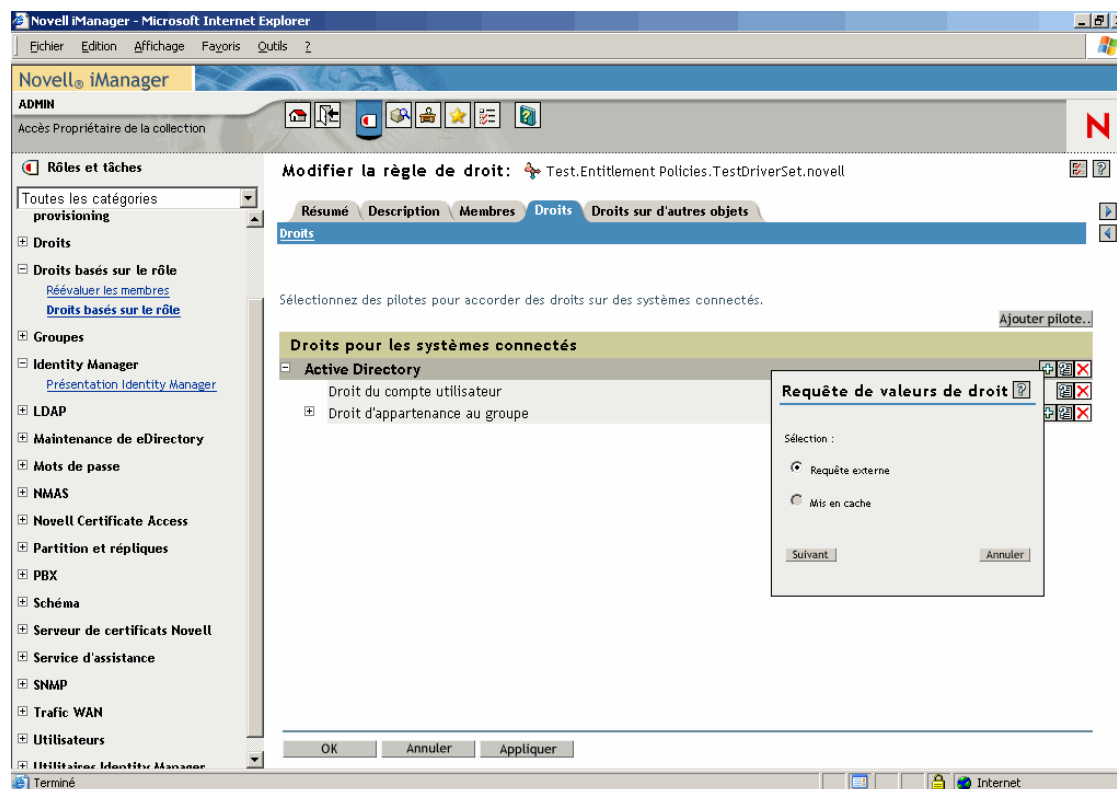 Novell iManager - Microsoft Internet Explorer
Fichier Edition Affichage Favoris Outils ?
Novell® iManager
ADMIN
Accès Propriétaire de la collection
N
Rôles et tâches
Modifier la règle de droit: Test.Entitlement Policies.TestDriverSet.novell
Toutes les catégories
provisioning
Résumé Description Membres Droits Droits sur d'autres objets
Droits
Droits
Droits basés sur le rôle
Réévaluer les membres
Droits basés sur le rôle
Groupes
Identity Manager
Présentation Identity Manager
LDAP
Maintenance de eDirectory
Mots de passe
NMAS
Novell Certificate Access
Partition et répliques
PBX
Schéma
Serveur de certificats Novell
Service d'assistance
SNMP
Trafic WAN
Utilisateurs
Utilitaires Identity Manager
Sélectionnez des pilotes pour accorder des droits sur des systèmes connectés.
Ajouter pilote..
Droits pour les systèmes connectés
Active Directory
Droit du compte utilisateur
Droit d'appartenance au groupe
Requête de valeurs de droit ?
Sélection :
Requête externe
Mis en cache
Suivant Annuler
OK Annuler Appliquer
Terminé Internet